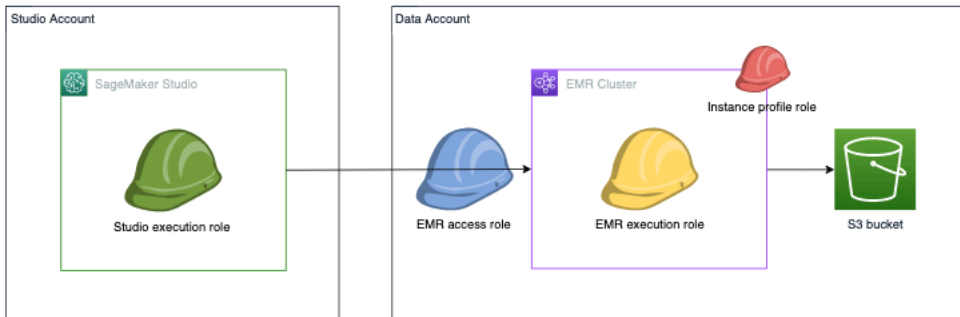 Studio Account
Data Account
SageMaker Studio
EMR Cluster
Instance profile role
Studio execution role
EMR access role
EMR execution role
S3 bucket